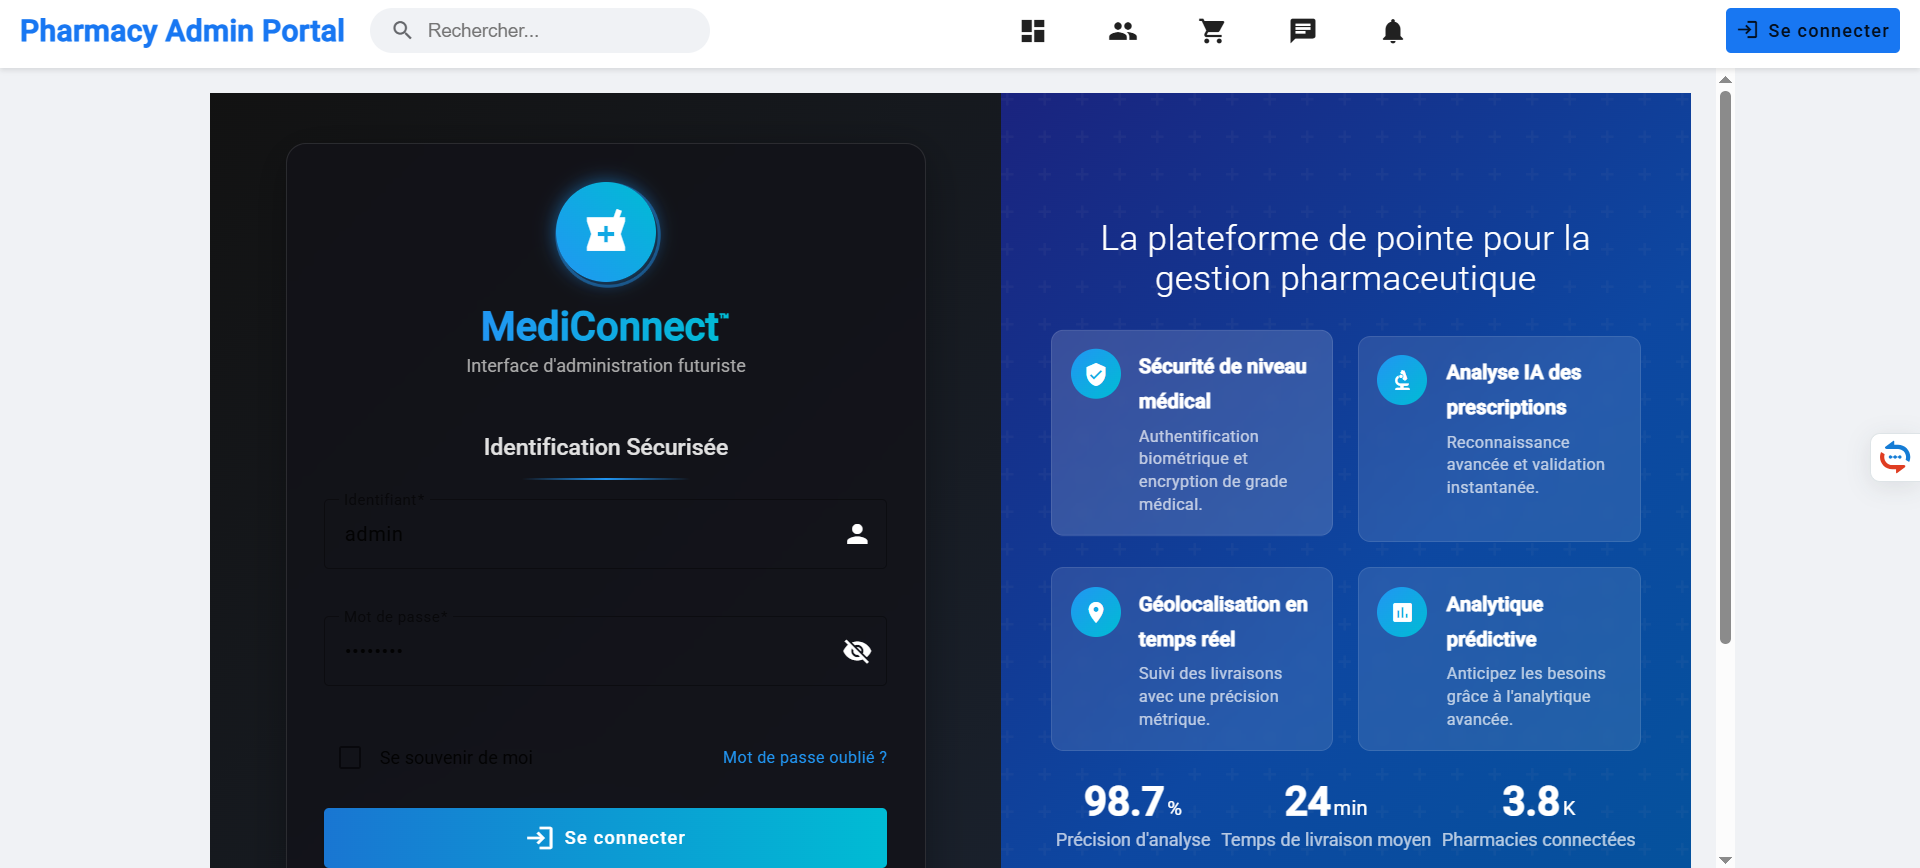 Pharmacy Admin Portal
Rechercher...
Se connecter
MediConnect™
Interface d'administration futuriste
Identification Sécurisée
Identifiant*
admin
Mot de passe*
••••••••
Se souvenir de moi
Mot de passe oublié ?
Se connecter
La plateforme de pointe pour la
gestion pharmaceutique
Sécurité de niveau
médical
Authentification
biométrique et
encryption de grade
médical.
Analyse IA des
prescriptions
Reconnaissance
avancée et validation
instantanée.
Géolocalisation en
temps réel
Suivi des livraisons
avec une précision
métrique.
Analytique
prédictive
Anticipez les besoins
grâce à l'analytique
avancée.
98.7%
Précision d'analyse
24min
Temps de livraison moyen
3.8K
Pharmacies connectées